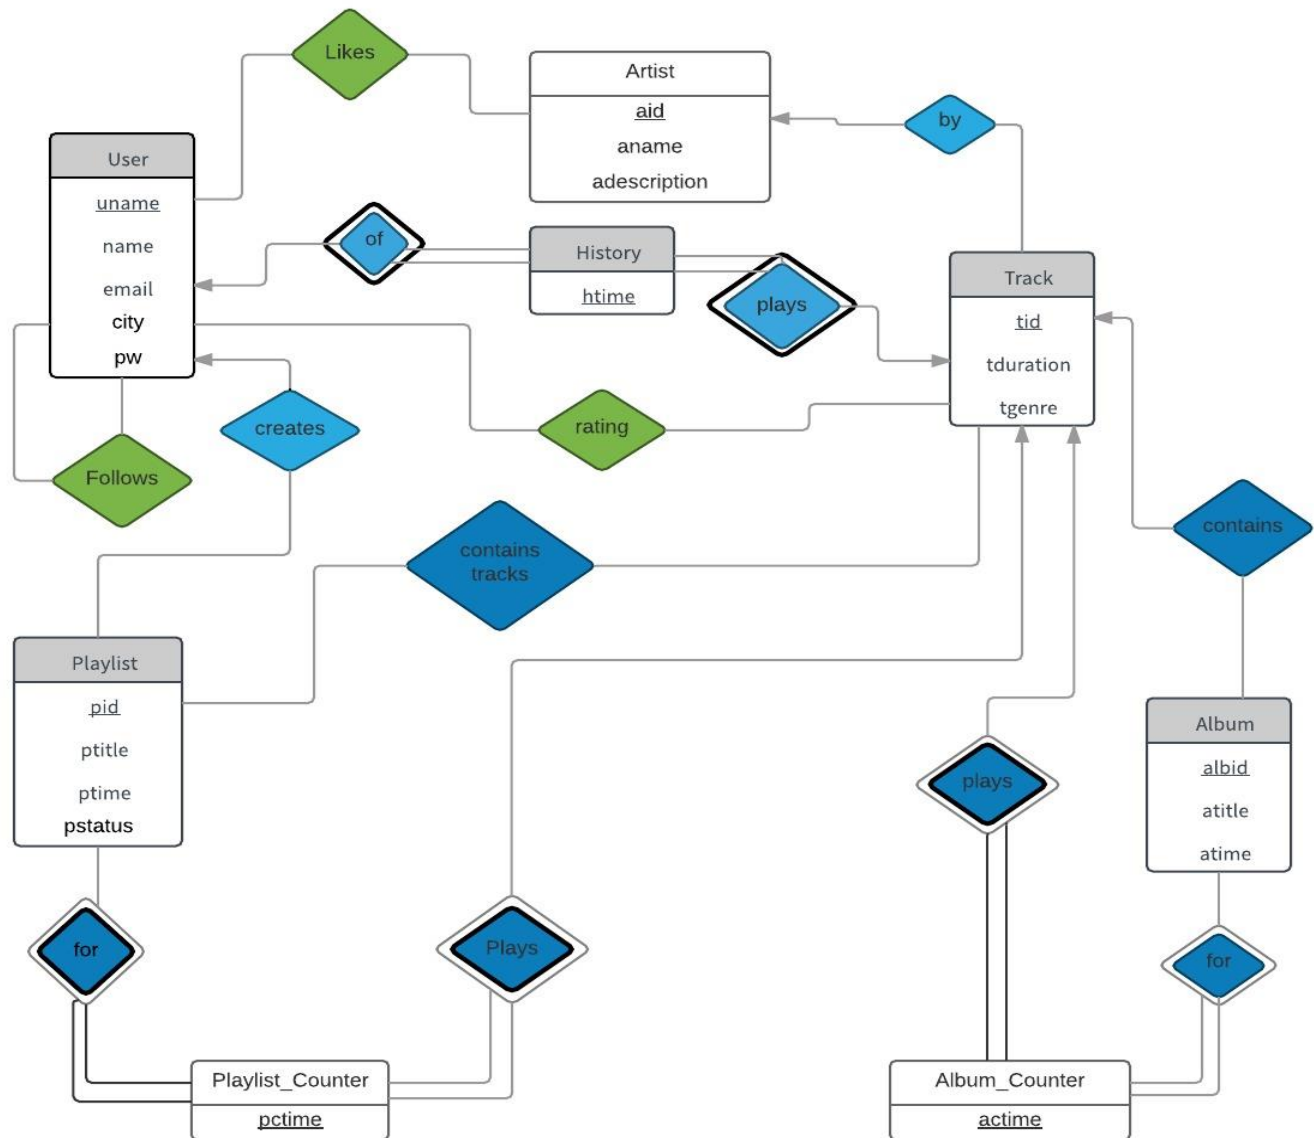 Likes
Artist
aid
aname
adescription
by
User
uname
name
email
city
pw
of
History
htime
plays
Track
tid
tduration
tgenre
creates
rating
Follows
contains
tracks
contains
Playlist
pid
ptitle
ptime
pstatus
Album
albid
atitle
atime
plays
for
Plays
for
Playlist_Counter
pctime
Album_Counter
actime